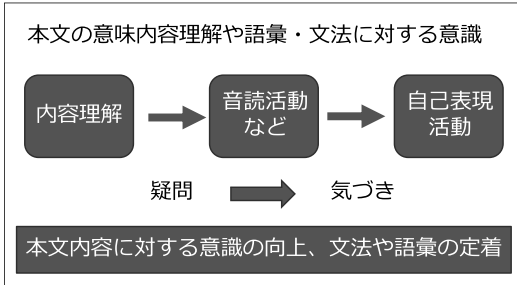 本文の意味内容理解や語彙・文法に対する意識
内容理解
音読活動
など
自己表現
活動
疑問
気づき
本文内容に対する意識の向上、文法や語彙の定着